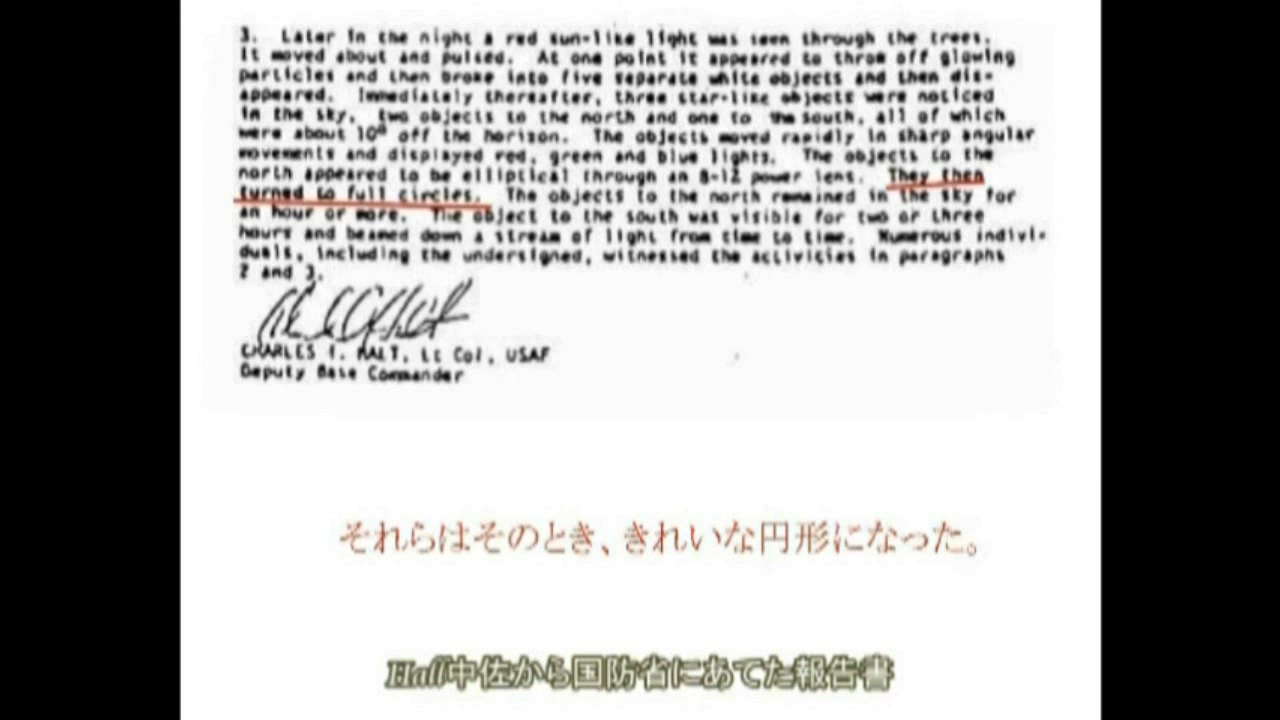 3. Later in the night a red sun-like light was seen through the trees.
It moved about and pulsed. At one point it appeared to throw off glowing
particles and then broke into five separate white objects and then dis-
appeared. Immediately thereafter, three star-like objects were noticed
in the sky, two objects to the north and one to the south, all of which
were about 10° off the horizon. The objects moved rapidly in sharp angular
movements and displayed red, green and blue lights. The objects to the
north appeared to be elliptical through an 8-12 power lens. They then
turned to full circles. The objects to the north remained in the sky for
an hour or more. The object to the south was visible for two or three
hours and beamed down a stream of light from time to time. Numerous indivi-
duals, including the undersigned, witnessed the activities in paragraphs
2 and 3.
CHARLES I. HALT, Lt Col, USAF
Deputy Base Commander
それらはそのとき、きれいな円形になった。
Half中佐から国防省にあてた報告書